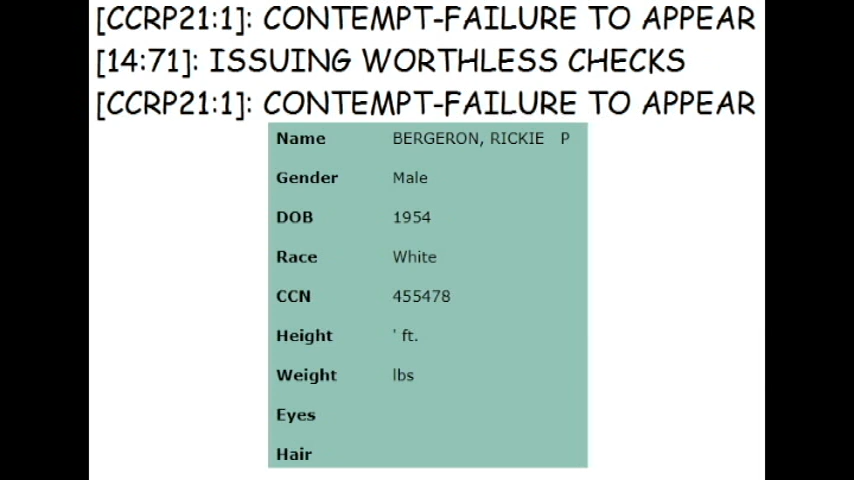 [CCRP21:1]: CONTEMPT-FAILURE TO APPEAR
[14:71]: ISSUING WORTHLESS CHECKS
[CCRP21:1]: CONTEMPT-FAILURE TO APPEAR
Name BERGERON, RICKIE P
Gender Male
DOB 1954
Race White
CCN 455478
Height ' ft.
Weight lbs
Eyes
Hair